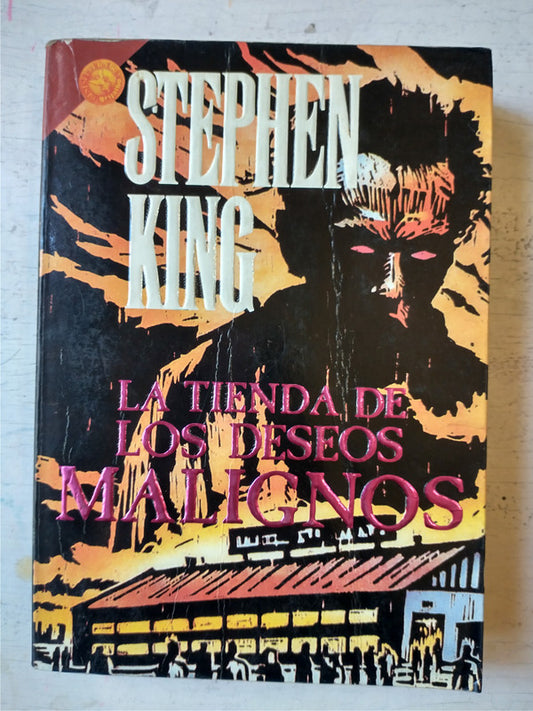 STEPHEN
KING
LA TIENDA DE
LOS DESEOS
MALIGNOS